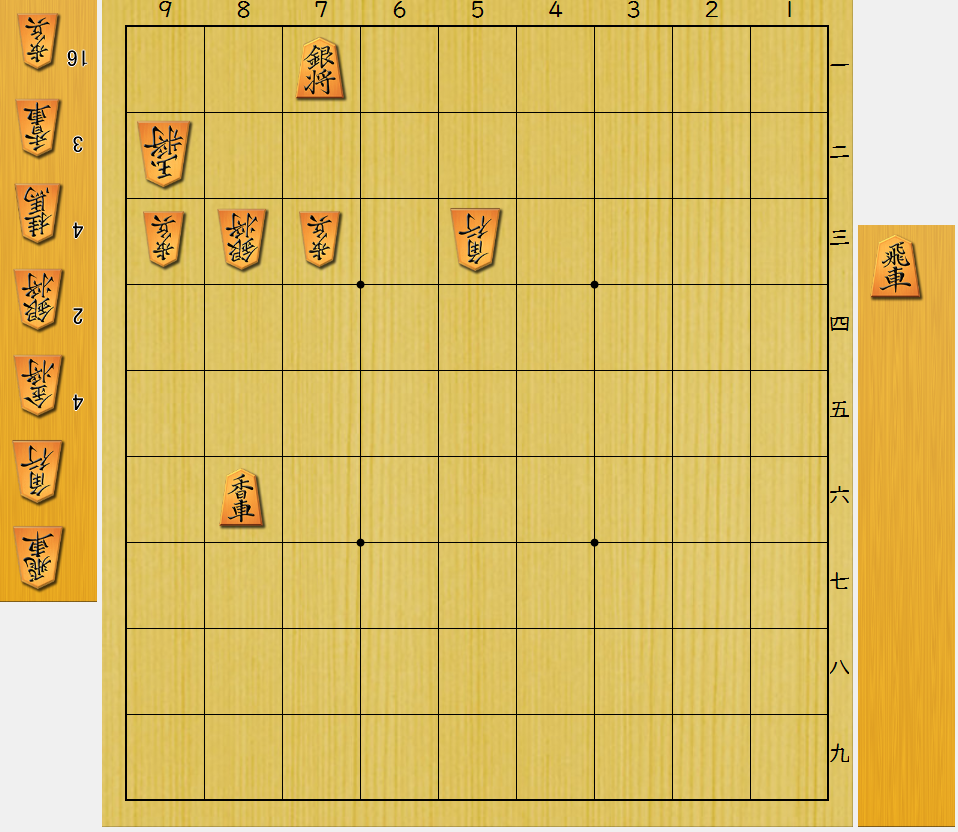 9 8 7 6 5 4 3 2 1
歩兵 16
香車 3
桂馬 4
銀将 2
金将 4
角行
飛車
銀将 一
玉将 二
歩兵 銀将 歩兵 角行 三
飛車
四
五
香車 六
七
八
九